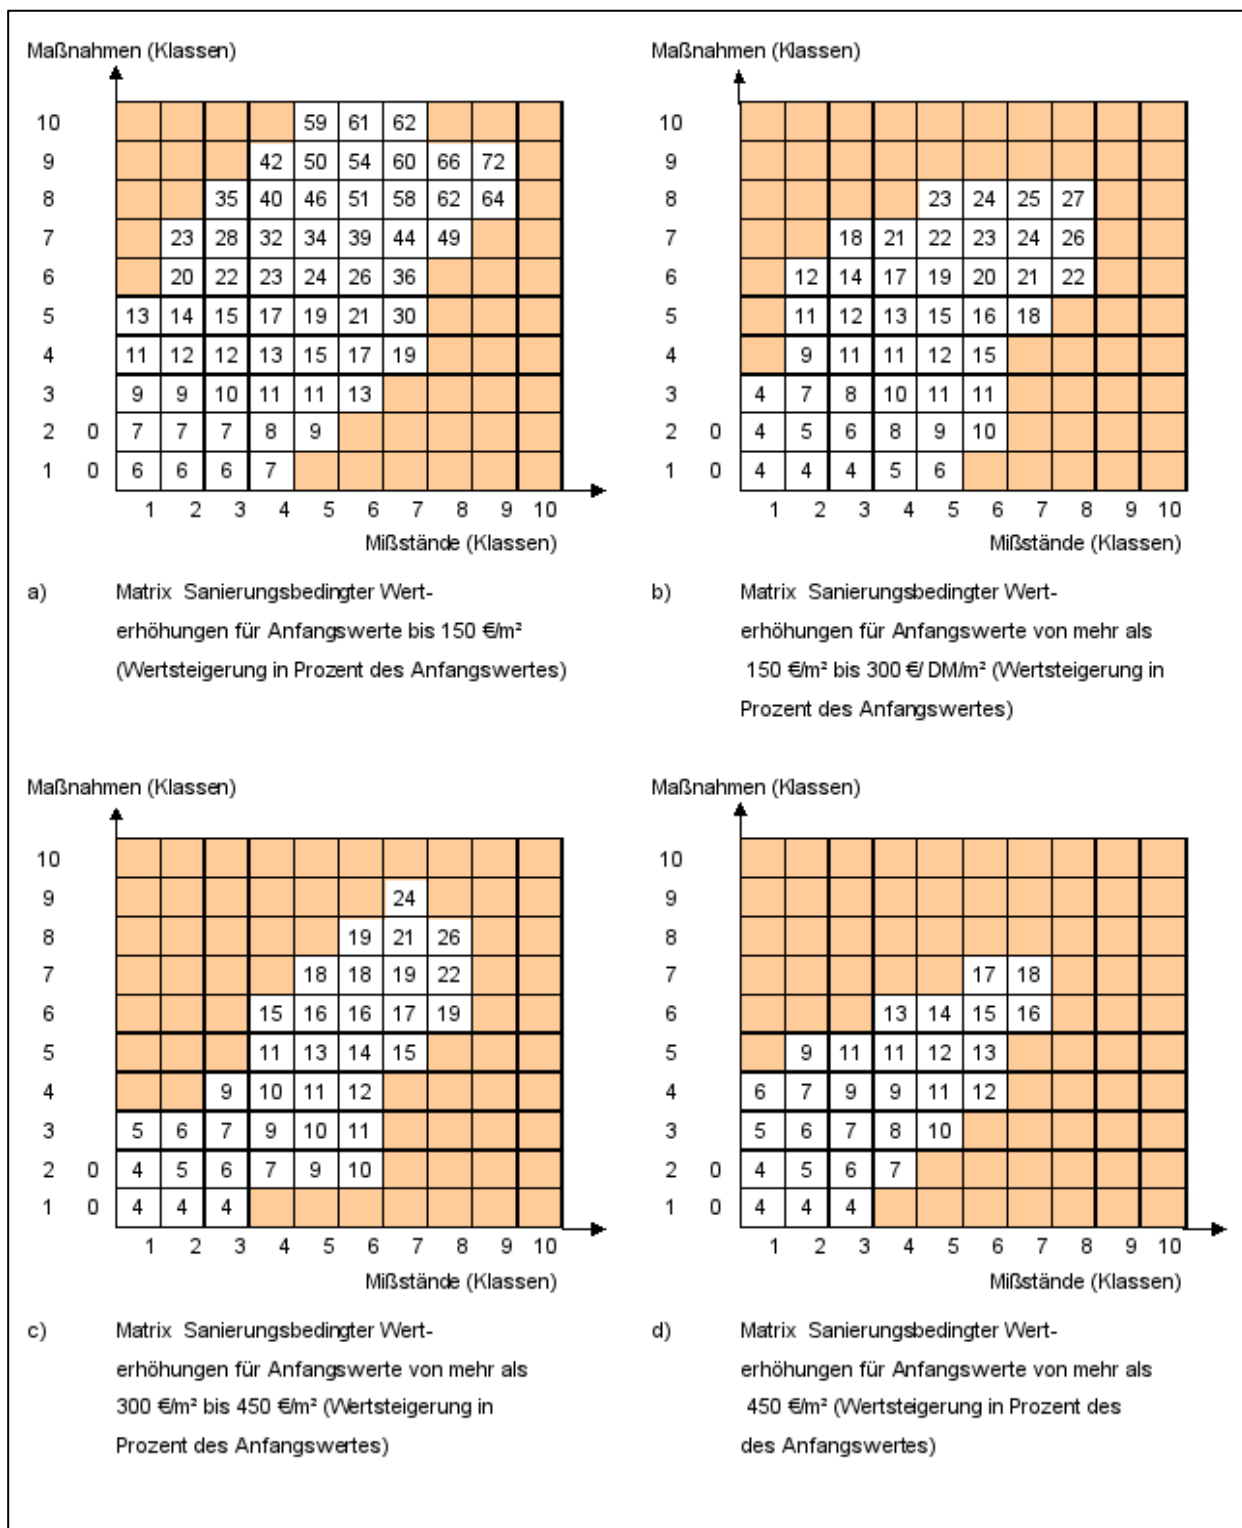 Maßnahmen (Klassen)
10 59 61 62
9 42 50 54 60 66 72
8 35 40 46 51 58 62 64
7 23 28 32 34 39 44 49
6 20 22 23 24 26 36
5 13 14 15 17 19 21 30
4 11 12 12 13 15 17 19
3 9 9 10 11 11 13
2 0 7 7 7 8 9
1 0 6 6 6 7
1 2 3 4 5 6 7 8 9 10
Mißstände (Klassen)
a) Matrix Sanierungsbedingter Wert-
erhöhungen für Anfangswerte bis 150 €/m²
(Wertsteigerung in Prozent des Anfangswertes)
Maßnahmen (Klassen)
10
9
8 23 24 25 27
7 18 21 22 23 24 26
6 12 14 17 19 20 21 22
5 11 12 13 15 16 18
4 9 11 11 12 15
3 4 7 8 10 11 11
2 0 4 5 6 8 9 10
1 0 4 4 4 5 6
1 2 3 4 5 6 7 8 9 10
Mißstände (Klassen)
b) Matrix Sanierungsbedingter Wert-
erhöhungen für Anfangswerte von mehr als
150 €/m² bis 300 €/ DM/m² (Wertsteigerung in
Prozent des Anfangswertes)
Maßnahmen (Klassen)
10
9 24
8 19 21 26
7 18 18 19 22
6 15 16 16 17 19
5 11 13 14 15
4 9 10 11 12
3 5 6 7 9 10 11
2 0 4 5 6 7 9 10
1 0 4 4 4
1 2 3 4 5 6 7 8 9 10
Mißstände (Klassen)
c) Matrix Sanierungsbedingter Wert-
erhöhungen für Anfangswerte von mehr als
300 €/m² bis 450 €/m² (Wertsteigerung in
Prozent des Anfangswertes)
Maßnahmen (Klassen)
10
9
8
7 17 18
6 13 14 15 16
5 9 11 11 12 13
4 6 7 9 9 11 12
3 5 6 7 8 10
2 0 4 5 6 7
1 0 4 4 4
1 2 3 4 5 6 7 8 9 10
Mißstände (Klassen)
d) Matrix Sanierungsbedingter Wert-
erhöhungen für Anfangswerte von mehr als
450 €/m² (Wertsteigerung in Prozent des
des Anfangswertes)